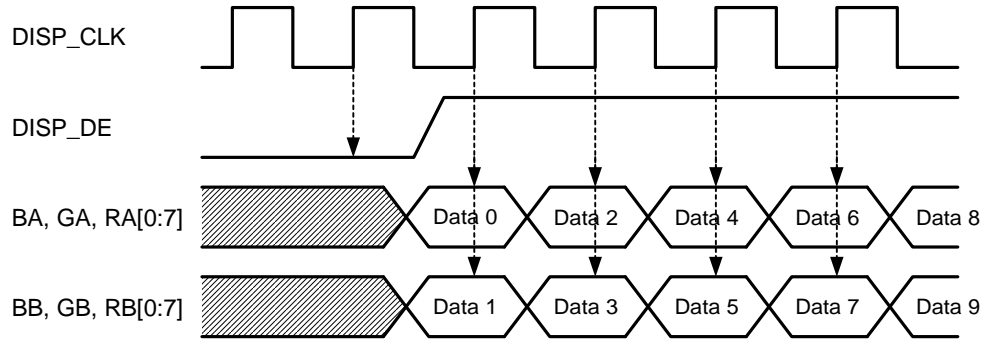 DISP_CLK
DISP_DE
BA, GA, RA[0:7] Data 0 Data 2 Data 4 Data 6 Data 8
BB, GB, RB[0:7] Data 1 Data 3 Data 5 Data 7 Data 9